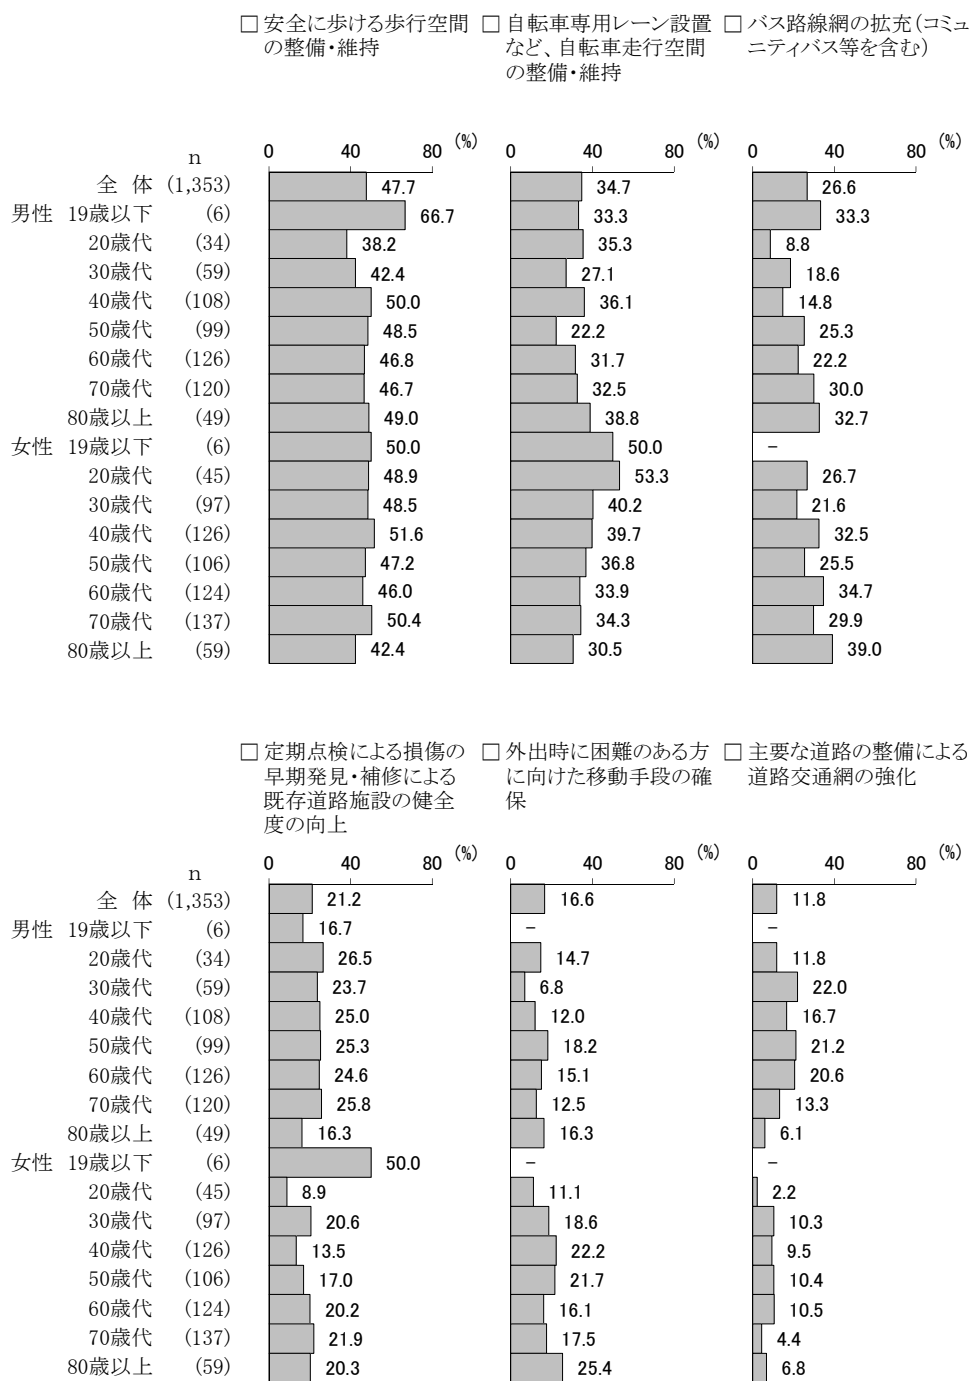 □ 安全に歩ける歩行空間の整備・維持
□ 自転車専用レーン設置など、自転車走行空間の整備・維持
□ バス路線網の拡充(コミュニティバス等を含む)
n 0 40 80 (%) 0 40 80 (%) 0 40 80 (%)
全 体 (1,353) 47.7 34.7 26.6
男性 19歳以下 (6) 66.7 33.3 33.3
20歳代 (34) 38.2 35.3 8.8
30歳代 (59) 42.4 27.1 18.6
40歳代 (108) 50.0 36.1 14.8
50歳代 (99) 48.5 22.2 25.3
60歳代 (126) 46.8 31.7 22.2
70歳代 (120) 46.7 32.5 30.0
80歳以上 (49) 49.0 38.8 32.7
女性 19歳以下 (6) 50.0 50.0 −
20歳代 (45) 48.9 53.3 26.7
30歳代 (97) 48.5 40.2 21.6
40歳代 (126) 51.6 39.7 32.5
50歳代 (106) 47.2 36.8 25.5
60歳代 (124) 46.0 33.9 34.7
70歳代 (137) 50.4 34.3 29.9
80歳以上 (59) 42.4 30.5 39.0
□ 定期点検による損傷の早期発見・補修による既存道路施設の健全度の向上
□ 外出時に困難のある方に向けた移動手段の確保
□ 主要な道路の整備による道路交通網の強化
n 0 40 80 (%) 0 40 80 (%) 0 40 80 (%)
全 体 (1,353) 21.2 16.6 11.8
男性 19歳以下 (6) 16.7 − −
20歳代 (34) 26.5 14.7 11.8
30歳代 (59) 23.7 6.8 22.0
40歳代 (108) 25.0 12.0 16.7
50歳代 (99) 25.3 18.2 21.2
60歳代 (126) 24.6 15.1 20.6
70歳代 (120) 25.8 12.5 13.3
80歳以上 (49) 16.3 16.3 6.1
女性 19歳以下 (6) 50.0 − −
20歳代 (45) 8.9 11.1 2.2
30歳代 (97) 20.6 18.6 10.3
40歳代 (126) 13.5 22.2 9.5
50歳代 (106) 17.0 21.7 10.4
60歳代 (124) 20.2 16.1 10.5
70歳代 (137) 21.9 17.5 4.4
80歳以上 (59) 20.3 25.4 6.8